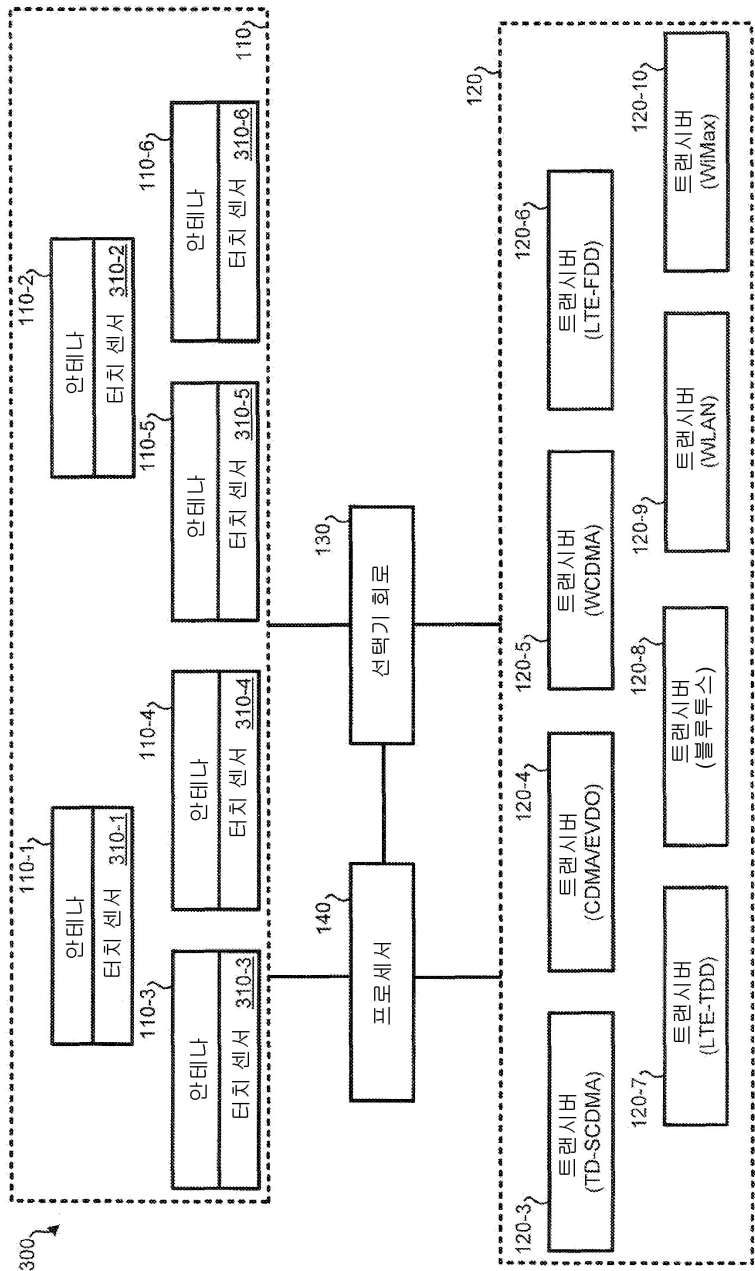 300
110
110-1
안테나
터치 센서 310-1
110-2
안테나
터치 센서 310-2
110-3
안테나
터치 센서 310-3
110-4
안테나
터치 센서 310-4
110-5
안테나
터치 센서 310-5
110-6
안테나
터치 센서 310-6
140
프로세서
130
선택기 회로
120
120-3
트랜시버
(TD-SCDMA)
120-4
트랜시버
(CDMA/EVDO)
120-5
트랜시버
(WCDMA)
120-6
트랜시버
(LTE-FDD)
120-7
트랜시버
(LTE-TDD)
120-8
트랜시버
(블루투스)
120-9
트랜시버
(WLAN)
120-10
트랜시버
(WiMax)